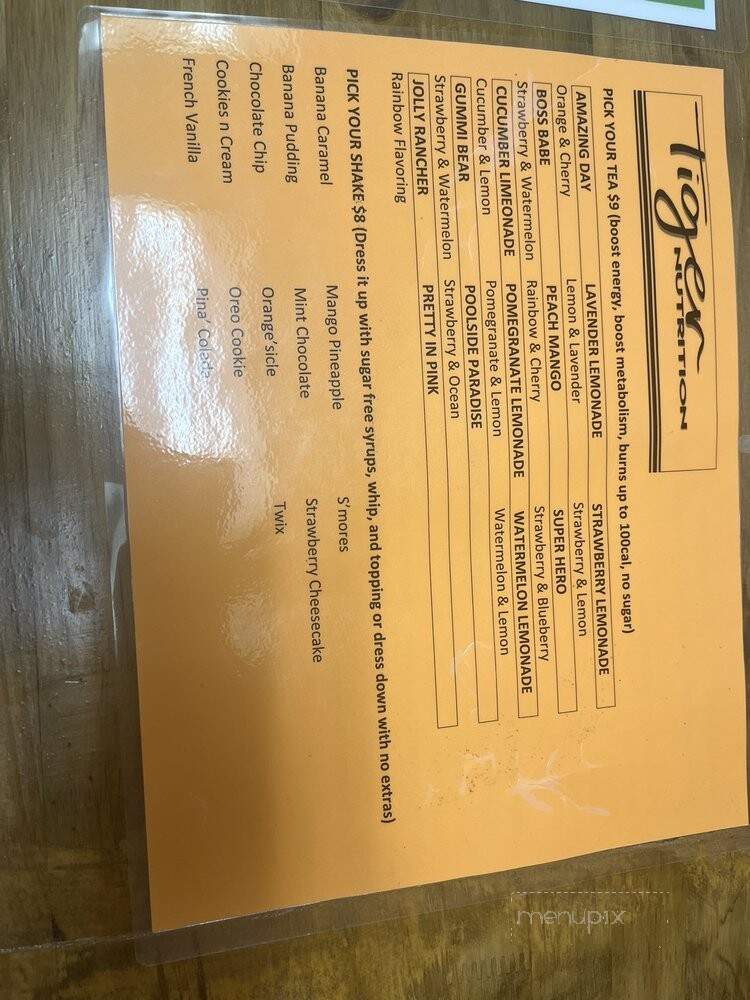 Tiger
NUTRITION
PICK YOUR TEA $9 (boost energy, boost metabolism, burns up to 100cal, no sugar)
AMAZING DAY LAVENDER LEMONADE STRAWBERRY LEMONADE
Orange & Cherry Lemon & Lavender Strawberry & Lemon
BOSS BABE PEACH MANGO SUPER HERO
Strawberry & Watermelon Rainbow & Cherry Strawberry & Blueberry
CUCUMBER LIMEONADE POMEGRANATE LEMONADE WATERMELON LEMONADE
Cucumber & Lemon Pomegranate & Lemon Watermelon & Lemon
GUMMI BEAR POOLSIDE PARADISE
Strawberry & Watermelon Strawberry & Ocean
JOLLY RANCHER PRETTY IN PINK
Rainbow Flavoring
PICK YOUR SHAKE $8 (Dress it up with sugar free syrups, whip, and topping or dress down with no extras)
Banana Caramel Mango Pineapple S'mores
Banana Pudding Mint Chocolate Strawberry Cheesecake
Chocolate Chip Orange'sicle Twix
Cookies n Cream Oreo Cookie
French Vanilla Pina' Colada
menupix